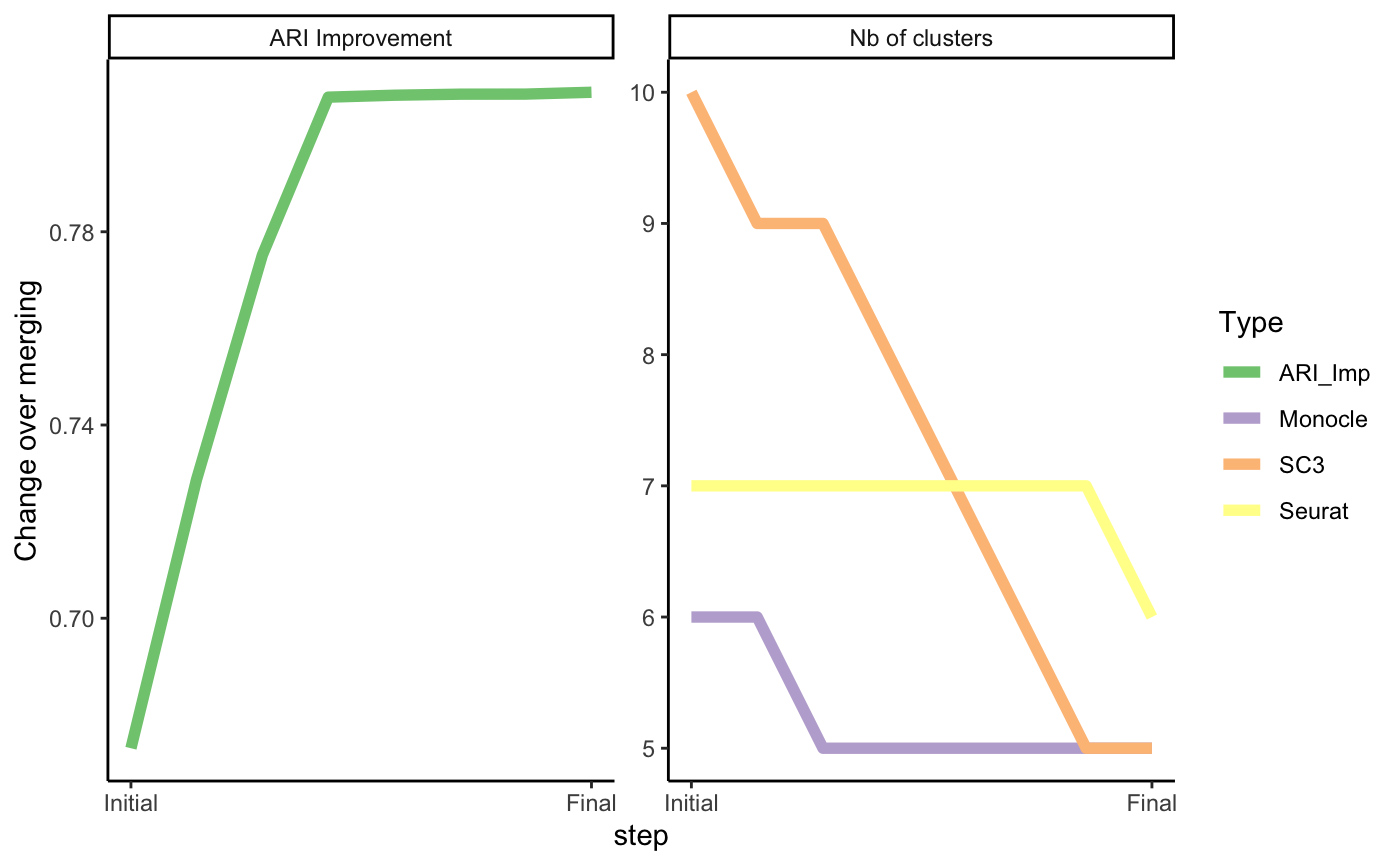 ARI Improvement
Nb of clusters
Change over merging
0.78
0.74
0.70
10
9
8
7
6
5
Initial
Final
Initial
Final
step
Type
ARI_Imp
Monocle
SC3
Seurat